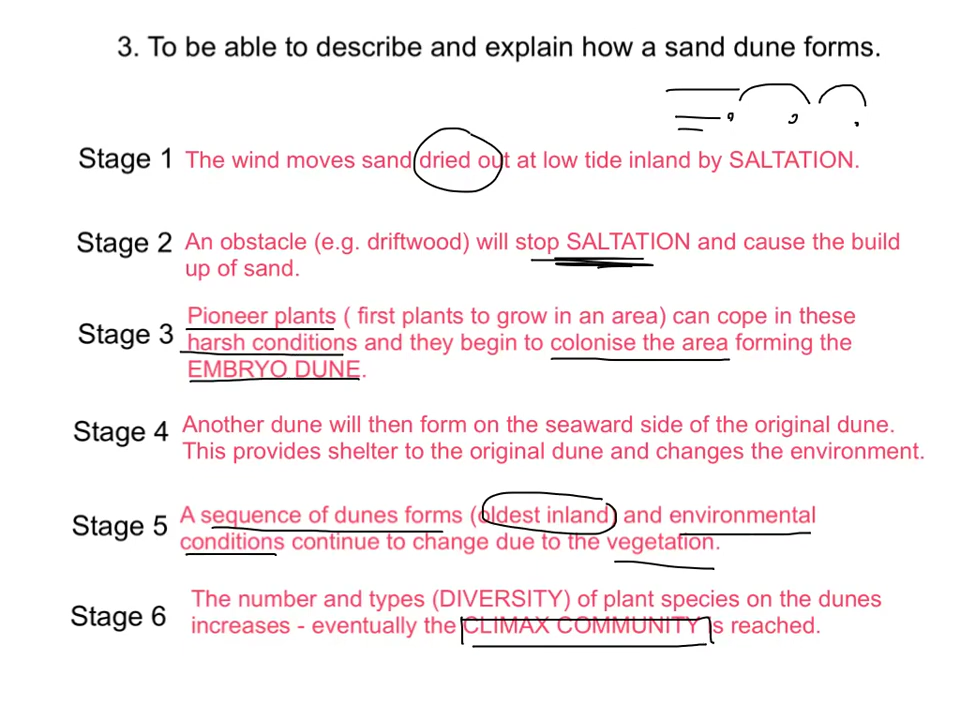 3. To be able to describe and explain how a sand dune forms.
Stage 1 The wind moves sand dried out at low tide inland by SALTATION.
Stage 2 An obstacle (e.g. driftwood) will stop SALTATION and cause the build
up of sand.
Stage 3 Pioneer plants ( first plants to grow in an area) can cope in these
harsh conditions and they begin to colonise the area forming the
EMBRYO DUNE.
Stage 4 Another dune will then form on the seaward side of the original dune.
This provides shelter to the original dune and changes the environment.
Stage 5 A sequence of dunes forms (oldest inland) and environmental
conditions continue to change due to the vegetation.
Stage 6 The number and types (DIVERSITY) of plant species on the dunes
increases - eventually the CLIMAX COMMUNITY is reached.